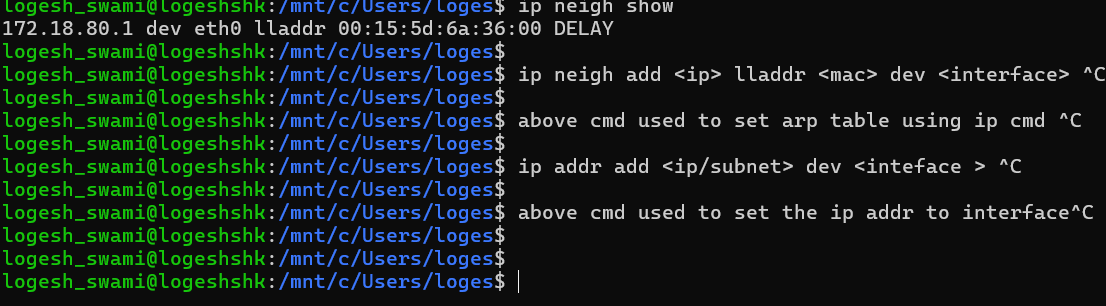 logesh_swami@logeshshk:/mnt/c/Users/loges$ ip neigh show
172.18.80.1 dev eth0 lladdr 00:15:5d:6a:36:00 DELAY
logesh_swami@logeshshk:/mnt/c/Users/loges$
logesh_swami@logeshshk:/mnt/c/Users/loges$ ip neigh add <ip> lladdr <mac> dev <interface> ^C
logesh_swami@logeshshk:/mnt/c/Users/loges$
logesh_swami@logeshshk:/mnt/c/Users/loges$ above cmd used to set arp table using ip cmd ^C
logesh_swami@logeshshk:/mnt/c/Users/loges$
logesh_swami@logeshshk:/mnt/c/Users/loges$ ip addr add <ip/subnet> dev <inteface > ^C
logesh_swami@logeshshk:/mnt/c/Users/loges$
logesh_swami@logeshshk:/mnt/c/Users/loges$ above cmd used to set the ip addr to interface^C
logesh_swami@logeshshk:/mnt/c/Users/loges$
logesh_swami@logeshshk:/mnt/c/Users/loges$
logesh_swami@logeshshk:/mnt/c/Users/loges$